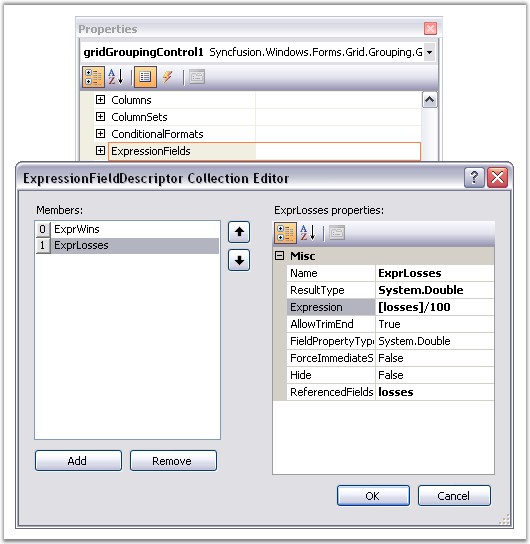 Properties
gridGroupingControl1 Syncfusion.Windows.Forms.Grid.Grouping.G
Columns
ColumnSets
ConditionalFormats
ExpressionFields
ExpressionFieldDescriptor Collection Editor
Members:
0 ExprWins
1 ExprLosses
Add
Remove
ExprLosses properties:
Misc
Name ExprLosses
ResultType System.Double
Expression [losses]/100
AllowTrimEnd True
FieldPropertyType System.Double
ForceImmediateS False
Hide False
ReferencedFields losses
OK
Cancel